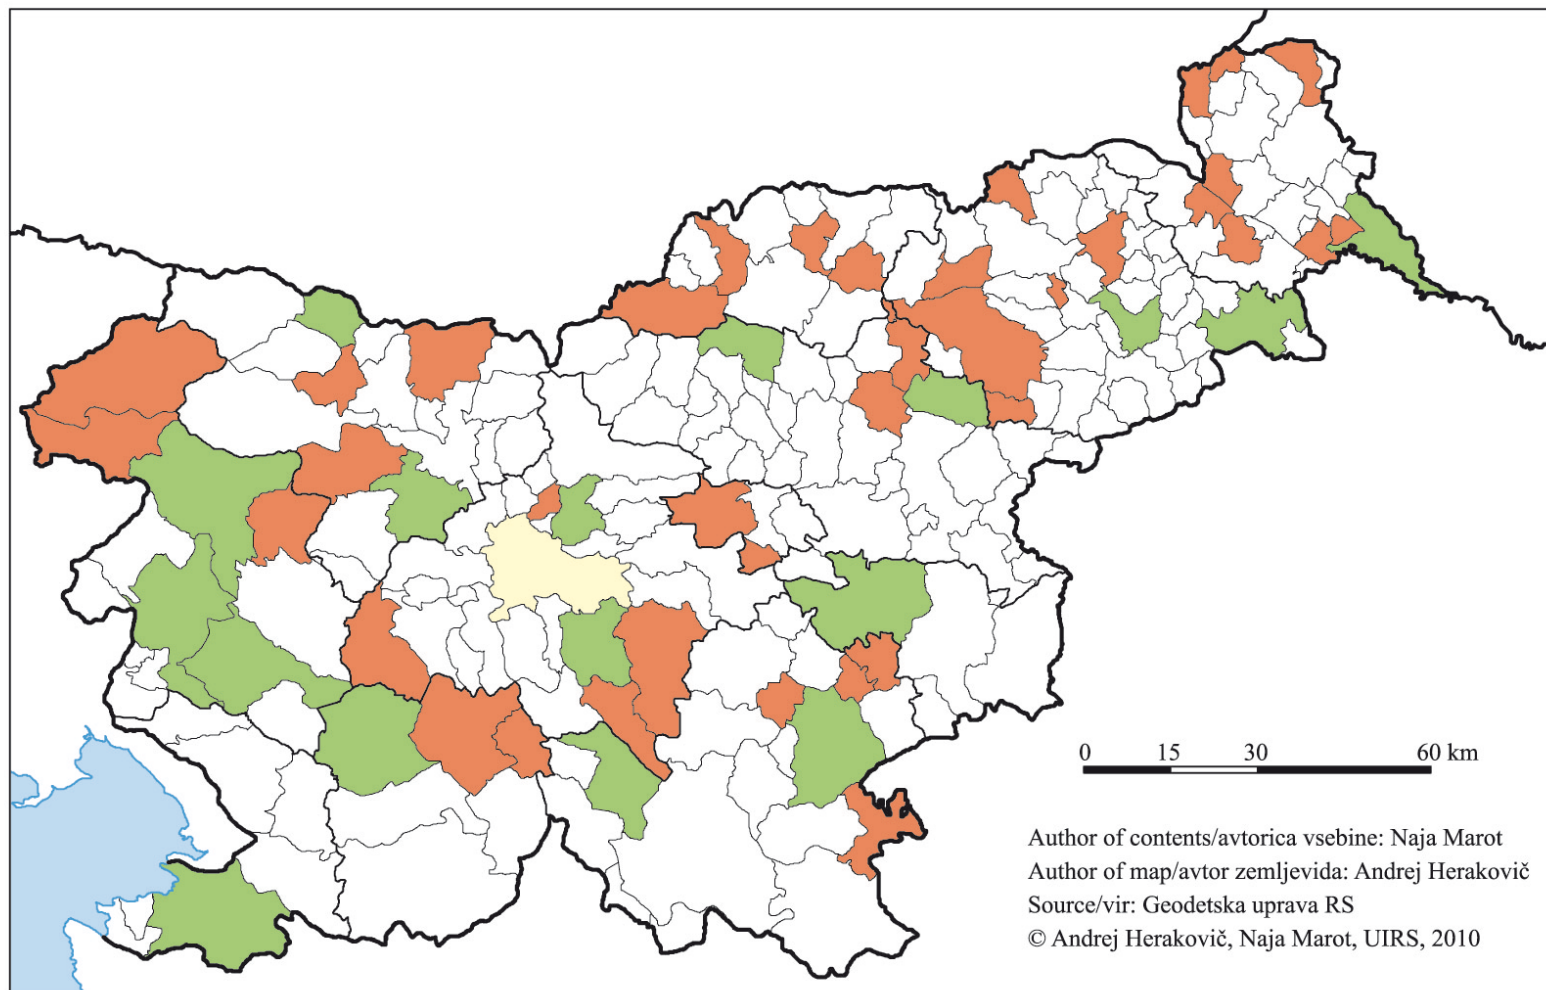 0 15 30 60 km
Author of contents/avtorica vsebine: Naja Marot
Author of map/avtor zemljevida: Andrej Herakovič
Source/vir: Geodetska uprava RS
© Andrej Herakovič, Naja Marot, UIRS, 2010